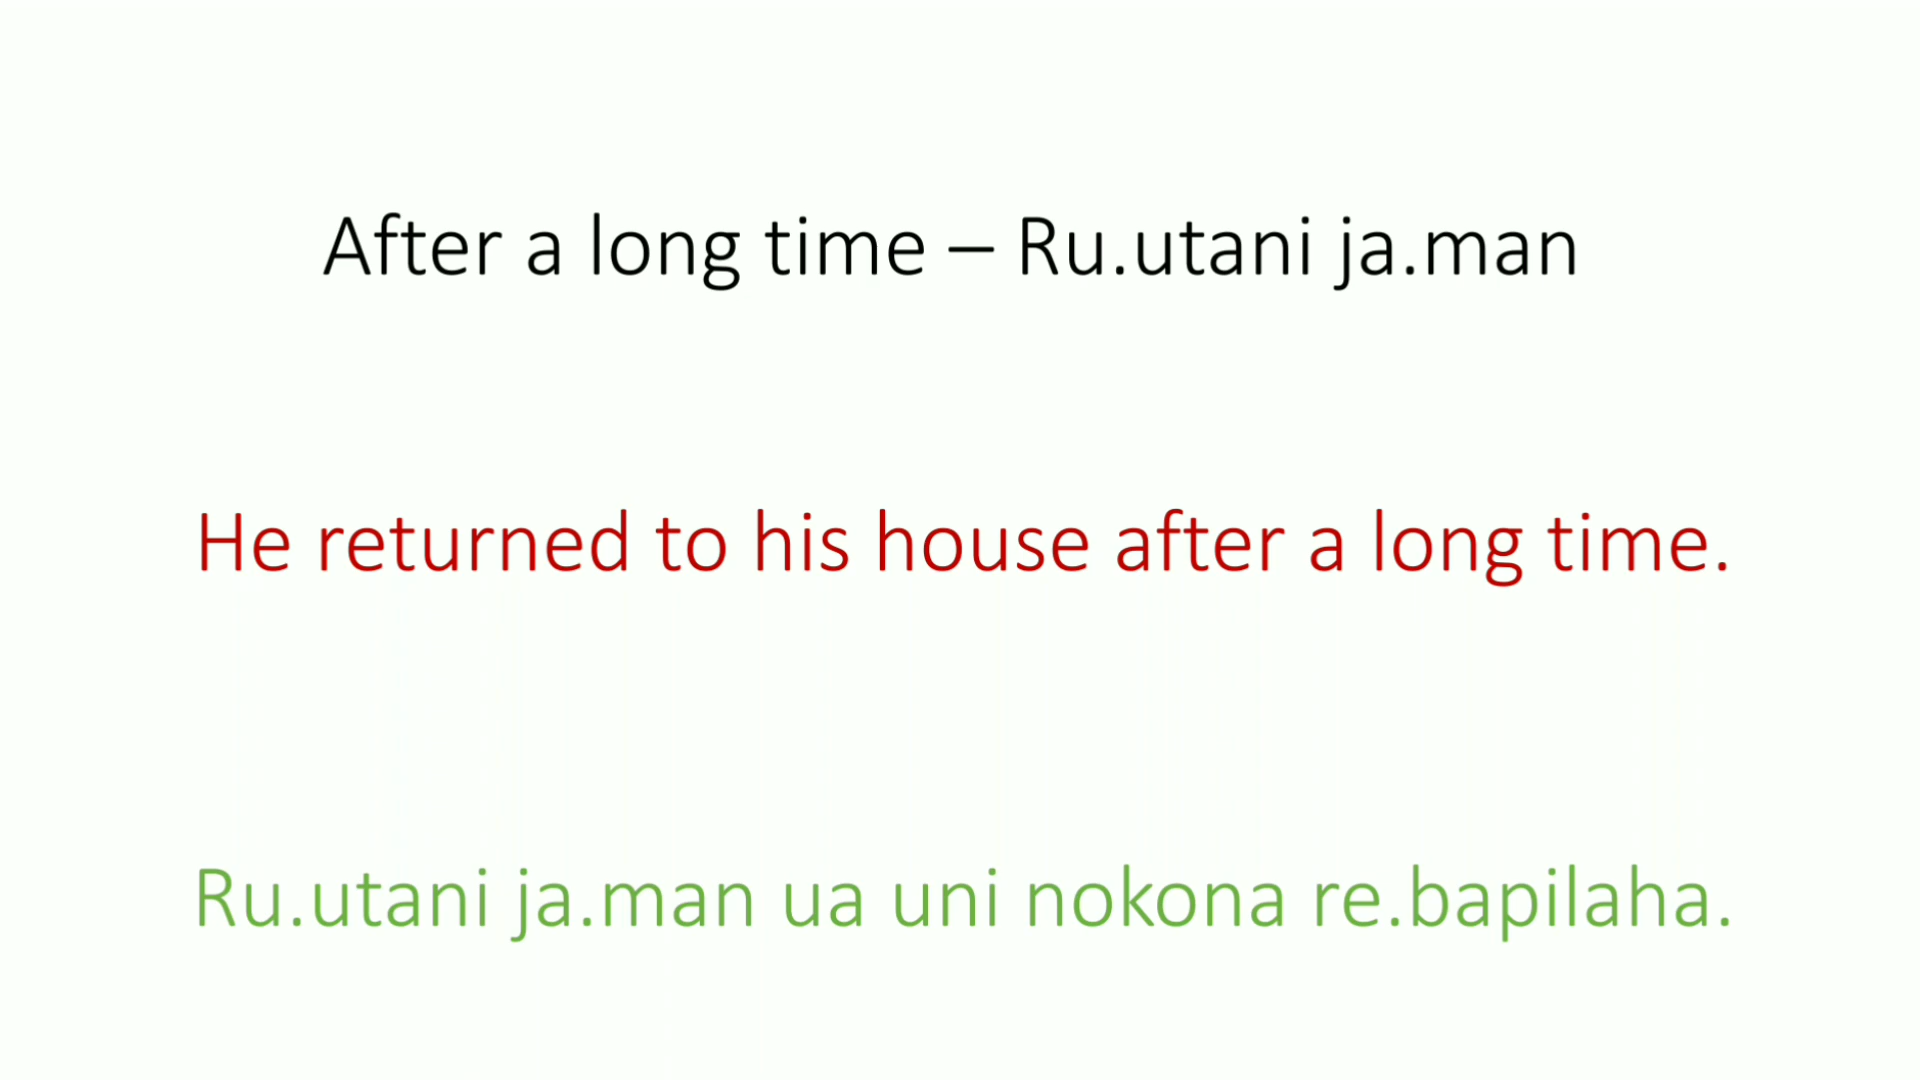 After a long time – Ru.utani ja.man
He returned to his house after a long time.
Ru.utani ja.man ua uni nokona re.bapilaha.